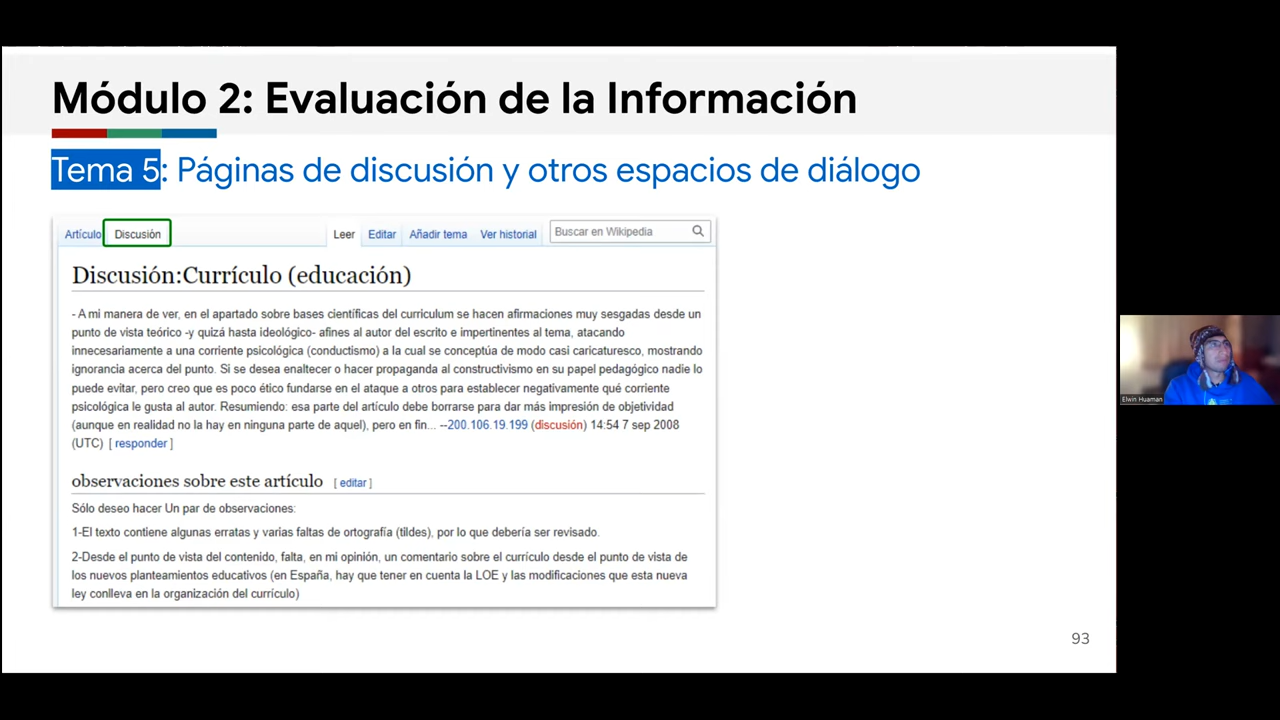 Módulo 2: Evaluación de la Información
Tema 5: Páginas de discusión y otros espacios de diálogo
Artículo Discusión Leer Editar Añadir tema Ver historial Buscar en Wikipedia
Discusión:Currículo (educación)
- A mi manera de ver, en el apartado sobre bases científicas del curriculum se hacen afirmaciones muy sesgadas desde un
punto de vista teórico -y quizá hasta ideológico- afines al autor del escrito e impertinentes al tema, atacando
innecesariamente a una corriente psicológica (conductismo) a la cual se conceptúa de modo casi caricaturesco, mostrando
ignorancia acerca del punto. Si se desea enaltecer o hacer propaganda al constructivismo en su papel pedagógico nadie lo
puede evitar, pero creo que es poco ético fundarse en el ataque a otros para establecer negativamente qué corriente
psicológica le gusta al autor. Resumiendo: esa parte del artículo debe borrarse para dar más impresión de objetividad
(aunque en realidad no la hay en ninguna parte de aquel), pero en fin... --200.106.19.199 (discusión) 14:54 7 sep 2008
(UTC) [ responder ]
observaciones sobre este artículo [ editar ]
Sólo deseo hacer Un par de observaciones:
1-El texto contiene algunas erratas y varias faltas de ortografía (tildes), por lo que debería ser revisado.
2-Desde el punto de vista del contenido, falta, en mi opinión, un comentario sobre el currículo desde el punto de vista de
los nuevos planteamientos educativos (en España, hay que tener en cuenta la LOE y las modificaciones que esta nueva
ley conlleva en la organización del currículo)
93
Elwin Huaman